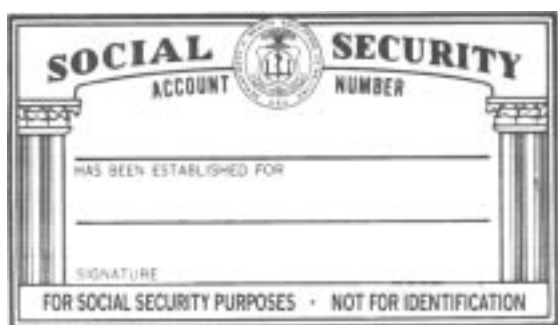 SOCIAL SECURITY
ACCOUNT NUMBER
HAS BEEN ESTABLISHED FOR
SIGNATURE
FOR SOCIAL SECURITY PURPOSES · NOT FOR IDENTIFICATION